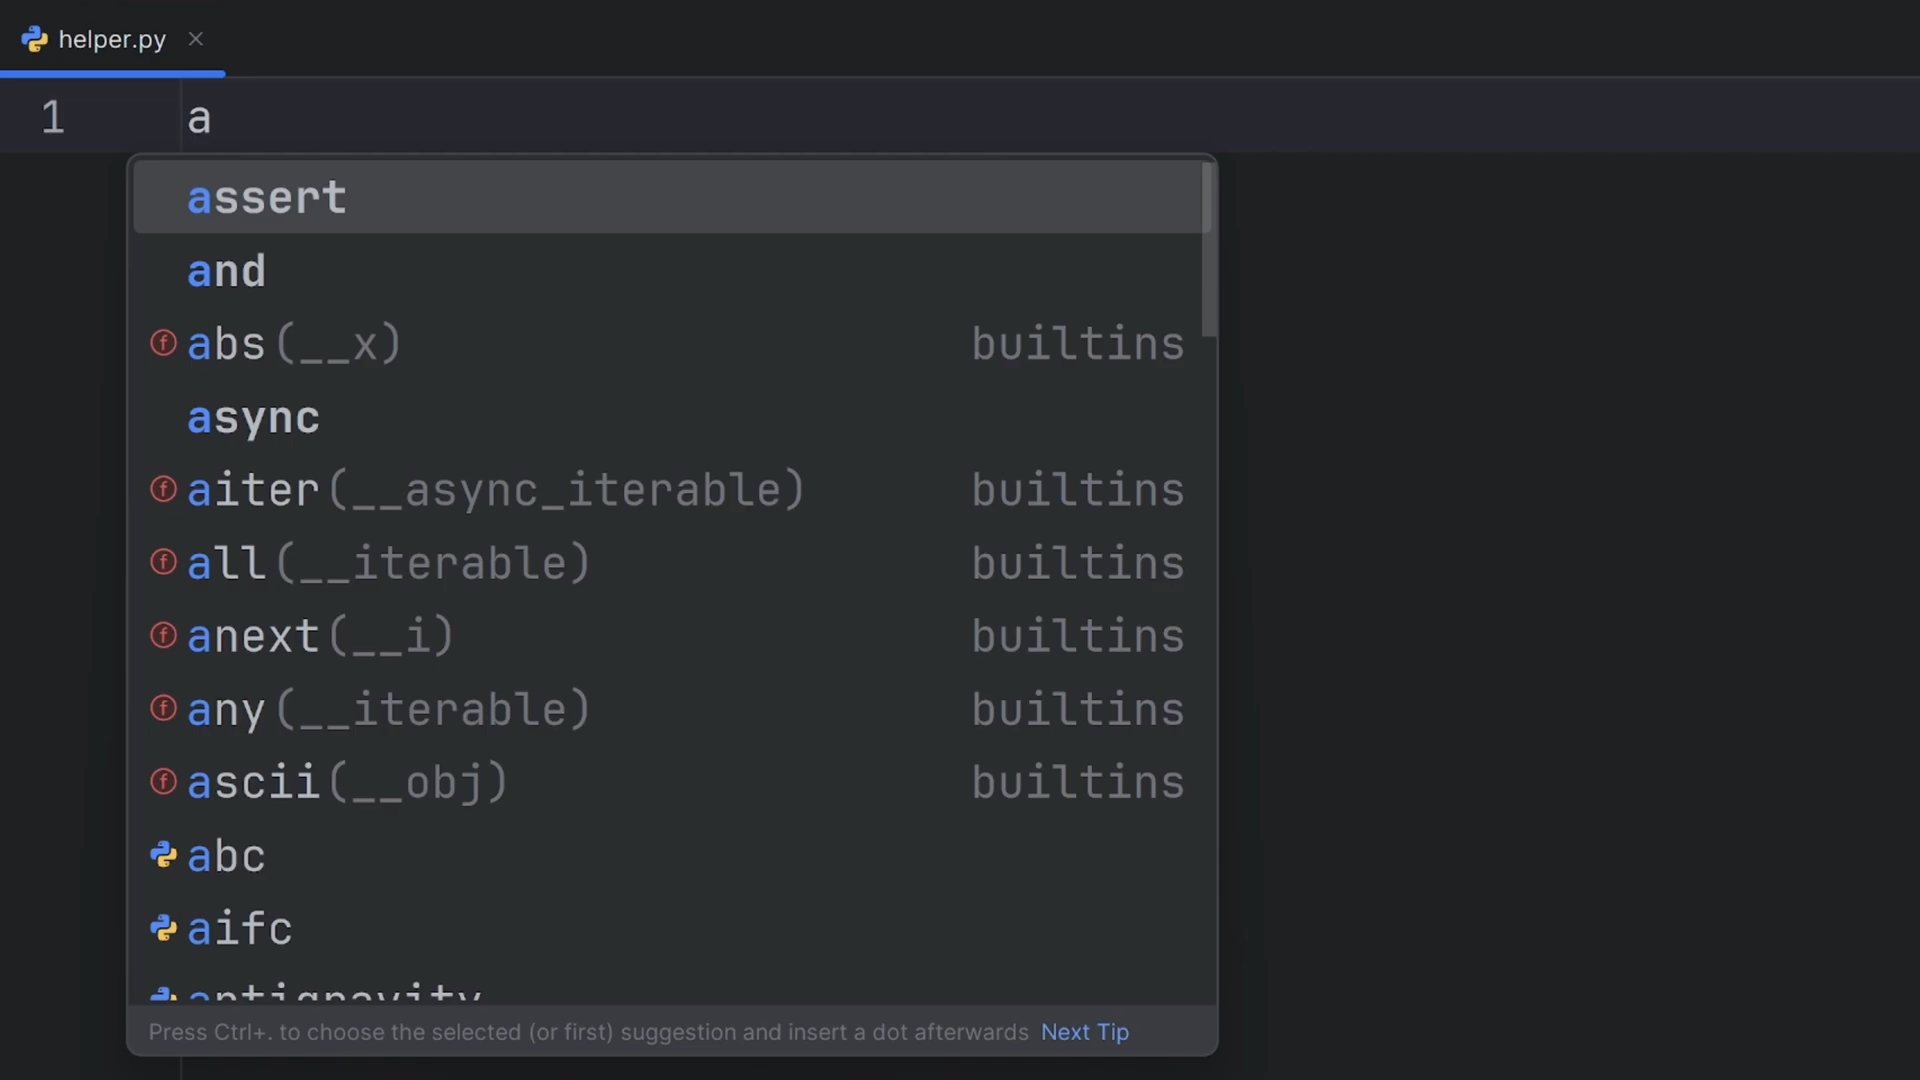 helper.py
1 a
assert
and
abs(__x) builtins
async
aiter(__async_iterable) builtins
all(__iterable) builtins
anext(__i) builtins
any(__iterable) builtins
ascii(__obj) builtins
abc
aifc
antigravity
Press Ctrl+. to choose the selected (or first) suggestion and insert a dot afterwards Next Tip